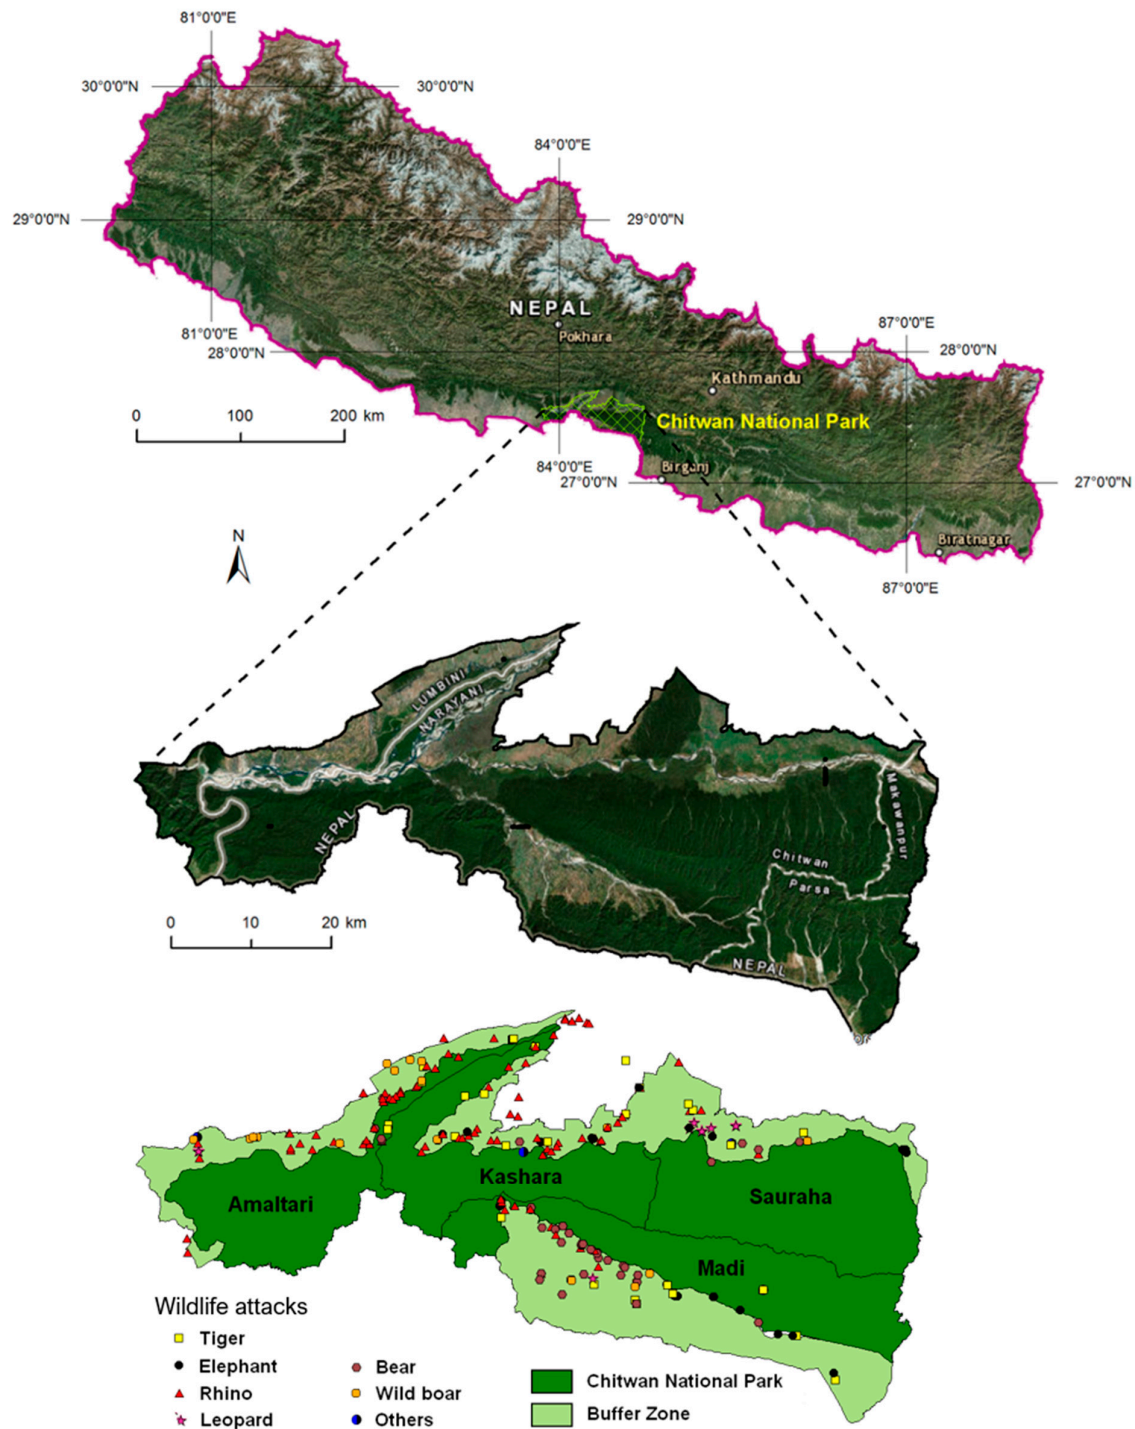 81°0'0"E
30°0'0"N
30°0'0"N
84°0'0"E
29°0'0"N
29°0'0"N
NEPAL
Pokhara
81°0'0"E
28°0'0"N
87°0'0"E
28°0'0"N
Kathmandu
0 100 200 km
Chitwan National Park
84°0'0"E
27°0'0"N
Birganj
27°0'0"N
Biratnagar
87°0'0"E
N
LUMBINI
NARAYANI
NEPAL
Makawanpur
Chitwan
Parsa
0 10 20 km
NEPAL
Kashara
Amaltari
Sauraha
Madi
Wildlife attacks
Tiger
Elephant
Bear
Chitwan National Park
Rhino
Wild boar
Buffer Zone
Leopard
Others